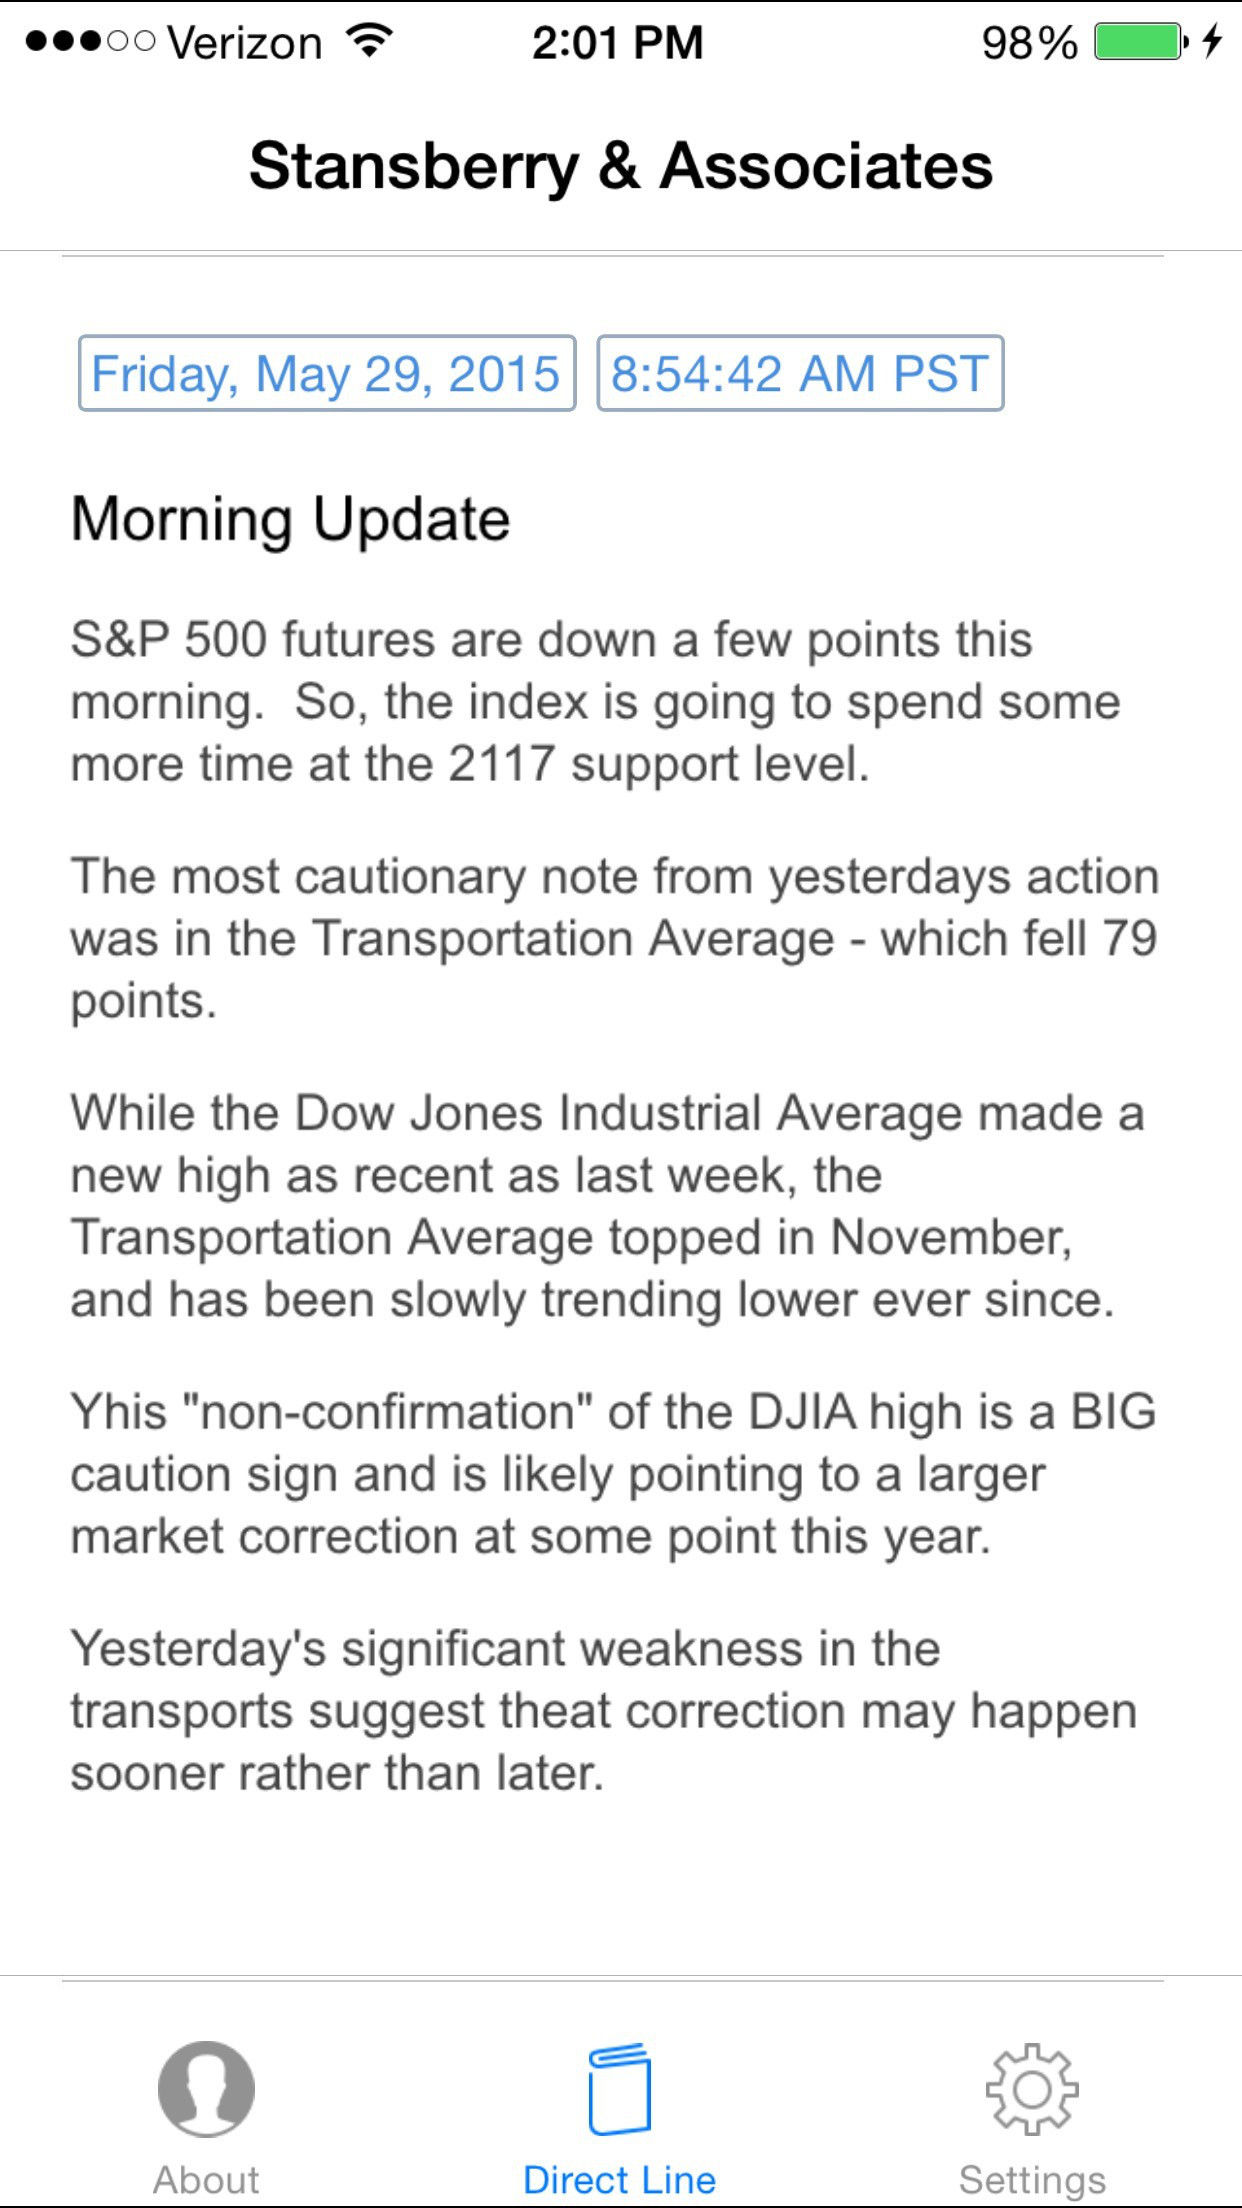 Verizon 2:01 PM 98%
Stansberry & Associates
Friday, May 29, 2015 8:54:42 AM PST
Morning Update
S&P 500 futures are down a few points this
morning.  So, the index is going to spend some
more time at the 2117 support level.
The most cautionary note from yesterdays action
was in the Transportation Average - which fell 79
points.
While the Dow Jones Industrial Average made a
new high as recent as last week, the
Transportation Average topped in November,
and has been slowly trending lower ever since.
Yhis "non-confirmation" of the DJIA high is a BIG
caution sign and is likely pointing to a larger
market correction at some point this year.
Yesterday's significant weakness in the
transports suggest theat correction may happen
sooner rather than later.
About Direct Line Settings